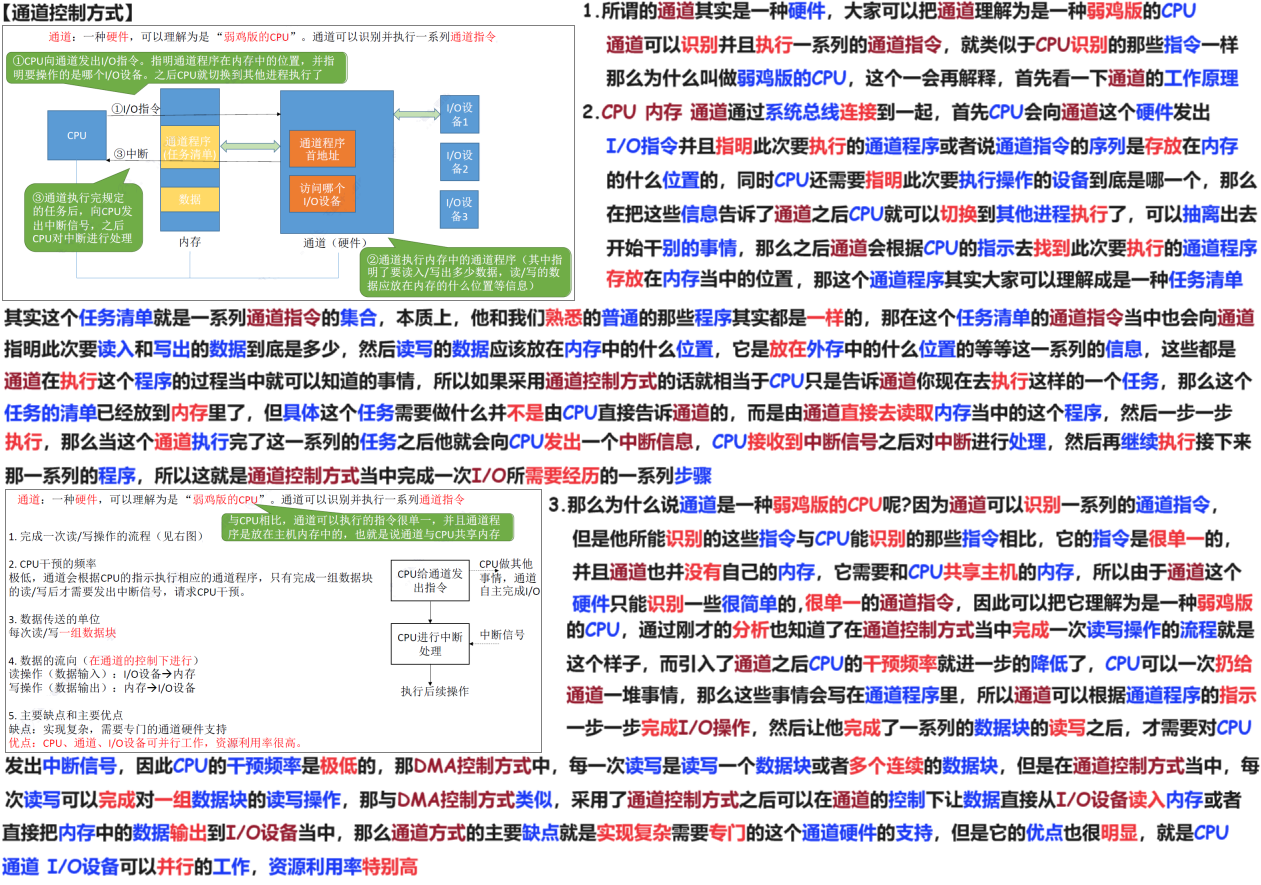 【通道控制方式】
通道：一种硬件，可以理解为是“弱鸡版的CPU”。通道可以识别并执行一系列通道指令
①CPU向通道发出I/O指令。指明通道程序在内存中的位置，并指
明要操作的是哪个I/O设备。之后CPU就切换到其他进程执行了
CPU
①I/O指令
③中断
通道程序
(任务清单)
数据
内存
通道程序
首地址
访问哪个
I/O设备
通道（硬件）
I/O设
备1
I/O设
备2
I/O设
备3
③通道执行完规定
的任务后，向CPU发
出中断信号，之后
CPU对中断进行处理
②通道执行内存中的通道程序（其中指
明了要读入/写出多少数据，读/写的数
据应放在内存的什么位置等信息）
1.所谓的通道其实是一种硬件，大家可以把通道理解为是一种弱鸡版的CPU
通道可以识别并且执行一系列的通道指令，就类似于CPU识别的那些指令一样
那么为什么叫做弱鸡版的CPU，这个一会再解释，首先看一下通道的工作原理
2.CPU 内存 通道通过系统总线连接到一起，首先CPU会向通道这个硬件发出
I/O指令并且指明此次要执行的通道程序或者说通道指令的序列是存放在内存
的什么位置的，同时CPU还需要指明此次要执行操作的设备到底是哪一个，那么
在把这些信息告诉了通道之后CPU就可以切换到其他进程执行了，可以抽离出去
开始干别的事情，那么之后通道会根据CPU的指示去找到此次要执行的通道程序
存放在内存当中的位置，那这个通道程序其实大家可以理解成是一种任务清单
其实这个任务清单就是一系列通道指令的集合，本质上，他和我们熟悉的普通的那些程序其实都是一样的，那在这个任务清单的通道指令当中也会向通道
指明此次要读入和写出的数据到底是多少，然后读写的数据应该放在内存中的什么位置，它是放在外存中的什么位置的等等这一系列的信息，这些都是
通道在执行这个程序的过程当中就可以知道的事情，所以如果采用通道控制方式的话就相当于CPU只是告诉通道你现在去执行这样的一个任务，那么这个
任务的清单已经放到内存里了，但具体这个任务需要做什么并不是由CPU直接告诉通道的，而是由通道直接去读取内存当中的这个程序，然后一步一步
执行，那么当这个通道执行完了这一系列的任务之后他就会向CPU发出一个中断信息，CPU接收到中断信号之后对中断进行处理，然后再继续执行接下来
那一系列的程序，所以这就是通道控制方式当中完成一次I/O所需要经历的一系列步骤
通道：一种硬件，可以理解为是“弱鸡版的CPU”。通道可以识别并执行一系列通道指令
与CPU相比，通道可以执行的指令很单一，并且通道程
序是放在主机内存中的，也就是说通道与CPU共享内存
1. 完成一次读/写操作的流程（见右图）
2. CPU干预的频率
极低，通道会根据CPU的指示执行相应的通道程序，只有完成一组数据块
的读/写后才需要发出中断信号，请求CPU干预。
3. 数据传送的单位
每次读/写一组数据块
4. 数据的流向（在通道的控制下进行）
读操作（数据输入）：I/O设备→内存
写操作（数据输出）：内存→I/O设备
5. 主要缺点和主要优点
缺点：实现复杂，需要专门的通道硬件支持
优点：CPU、通道、I/O设备可并行工作，资源利用率很高。
CPU给通道发
出指令
CPU做其他
事情，通道
自主完成I/O
CPU进行中断
处理
中断信号
执行后续操作
3.那么为什么说通道是一种弱鸡版的CPU呢?因为通道可以识别一系列的通道指令，
但是他所能识别的这些指令与CPU能识别的那些指令相比，它的指令是很单一的，
并且通道也并没有自己的内存，它需要和CPU共享主机的内存，所以由于通道这个
硬件只能识别一些很简单的,很单一的通道指令，因此可以把它理解为是一种弱鸡版
的CPU，通过刚才的分析也知道了在通道控制方式当中完成一次读写操作的流程就是
这个样子，而引入了通道之后CPU的干预频率就进一步的降低了，CPU可以一次扔给
通道一堆事情，那么这些事情会写在通道程序里，所以通道可以根据通道程序的指示
一步一步完成I/O操作，然后让他完成了一系列的数据块的读写之后，才需要对CPU
发出中断信号，因此CPU的干预频率是极低的，那DMA控制方式中，每一次读写是读写一个数据块或者多个连续的数据块，但是在通道控制方式当中，每
次读写可以完成对一组数据块的读写操作，那与DMA控制方式类似，采用了通道控制方式之后可以在通道的控制下让数据直接从I/O设备读入内存或者
直接把内存中的数据输出到I/O设备当中，那么通道方式的主要缺点就是实现复杂需要专门的这个通道硬件的支持，但是它的优点也很明显，就是CPU
通道 I/O设备可以并行的工作，资源利用率特别高